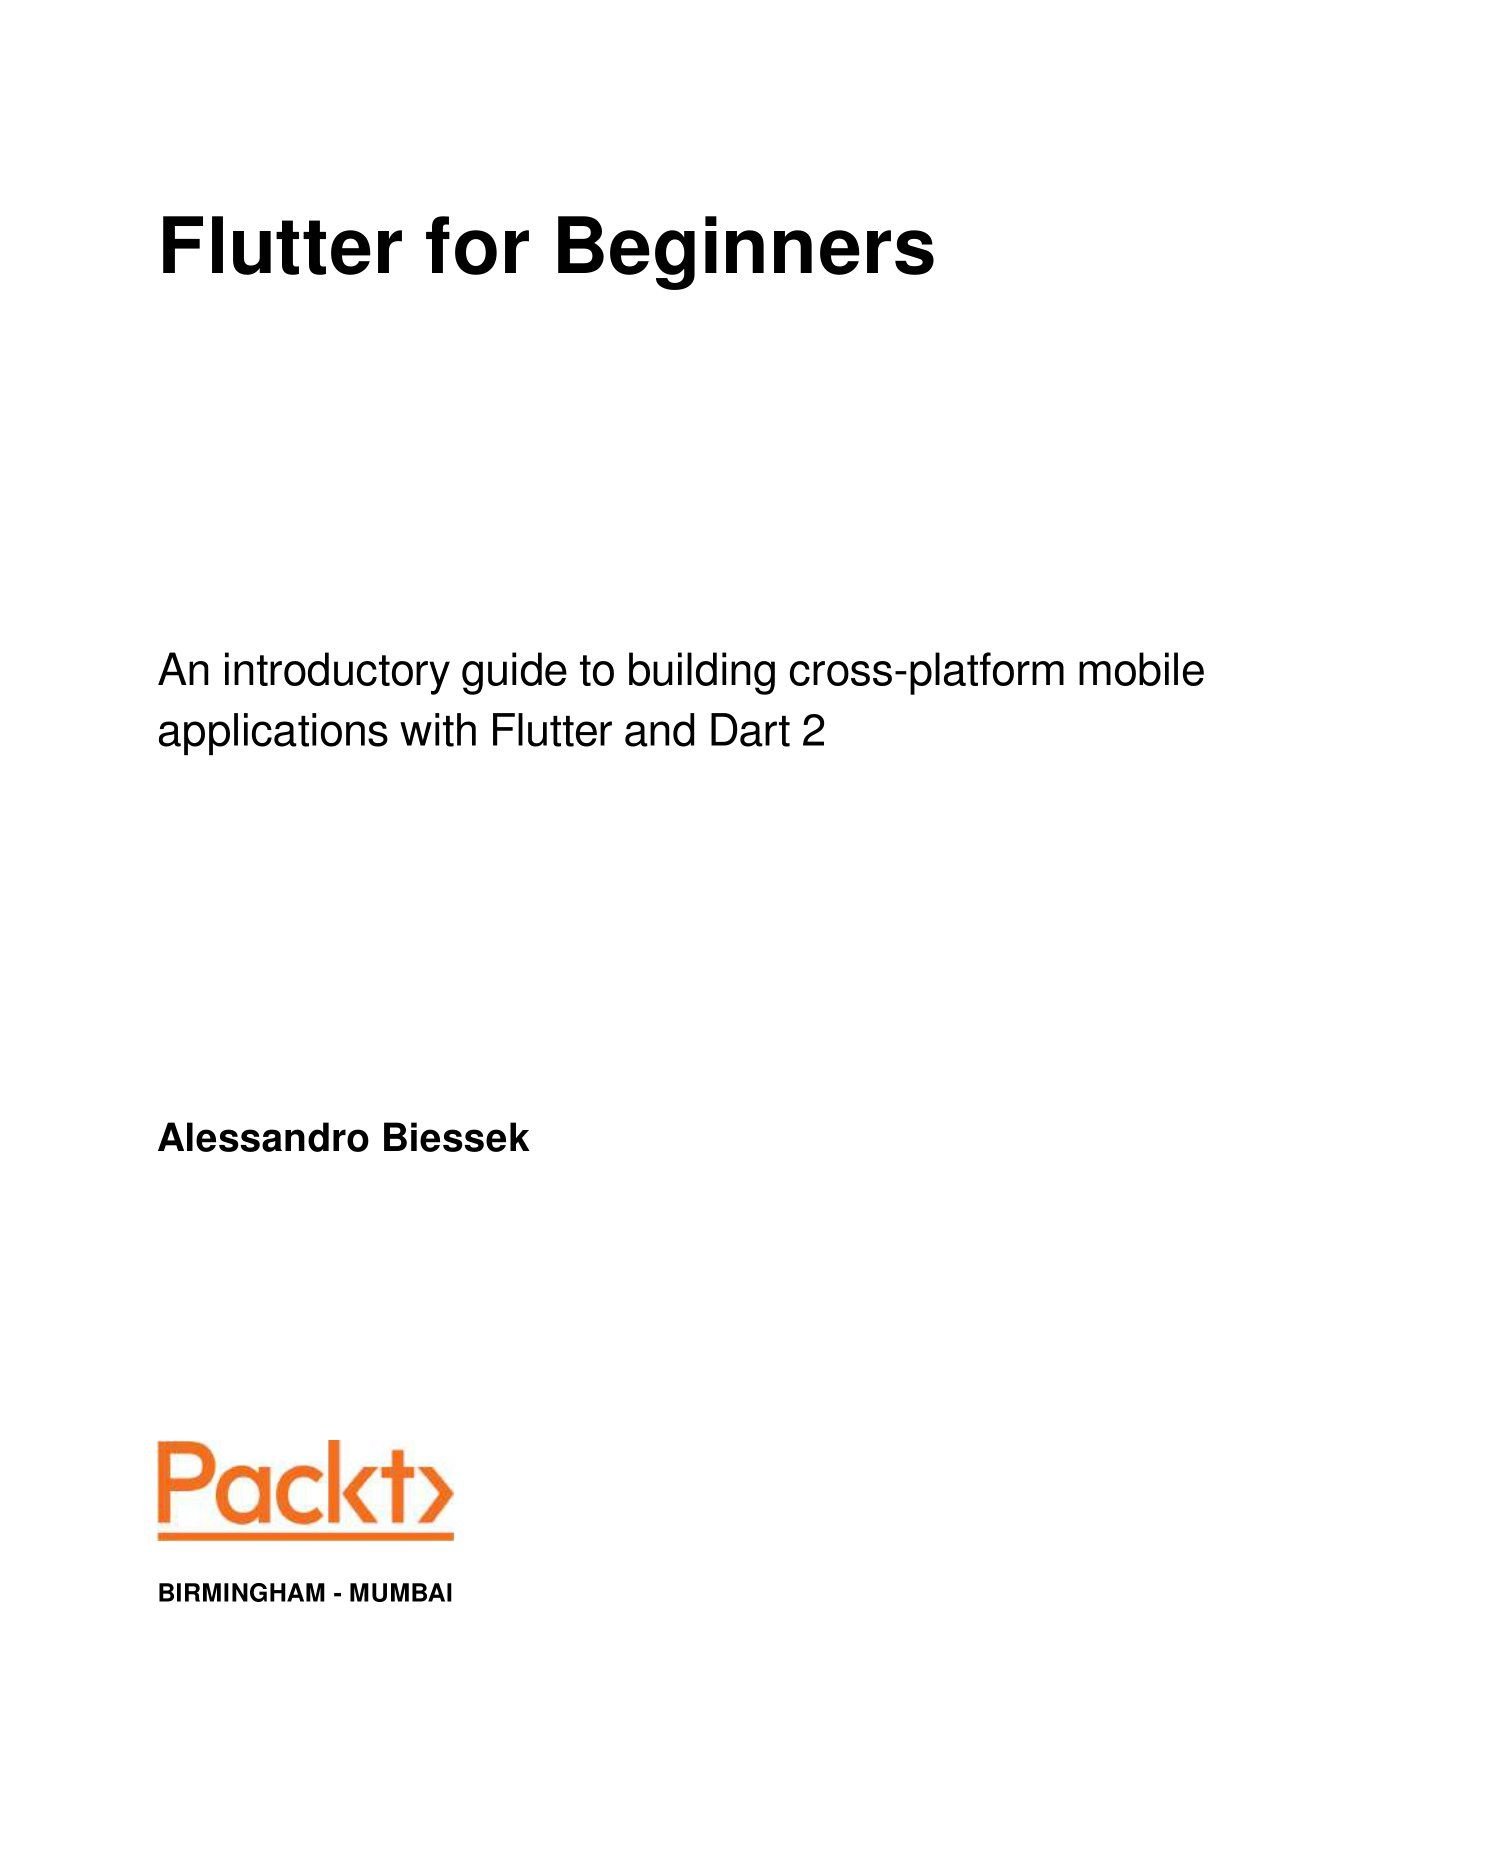 Flutter for Beginners
An introductory guide to building cross-platform mobile
applications with Flutter and Dart 2
Alessandro Biessek
Packt
BIRMINGHAM - MUMBAI